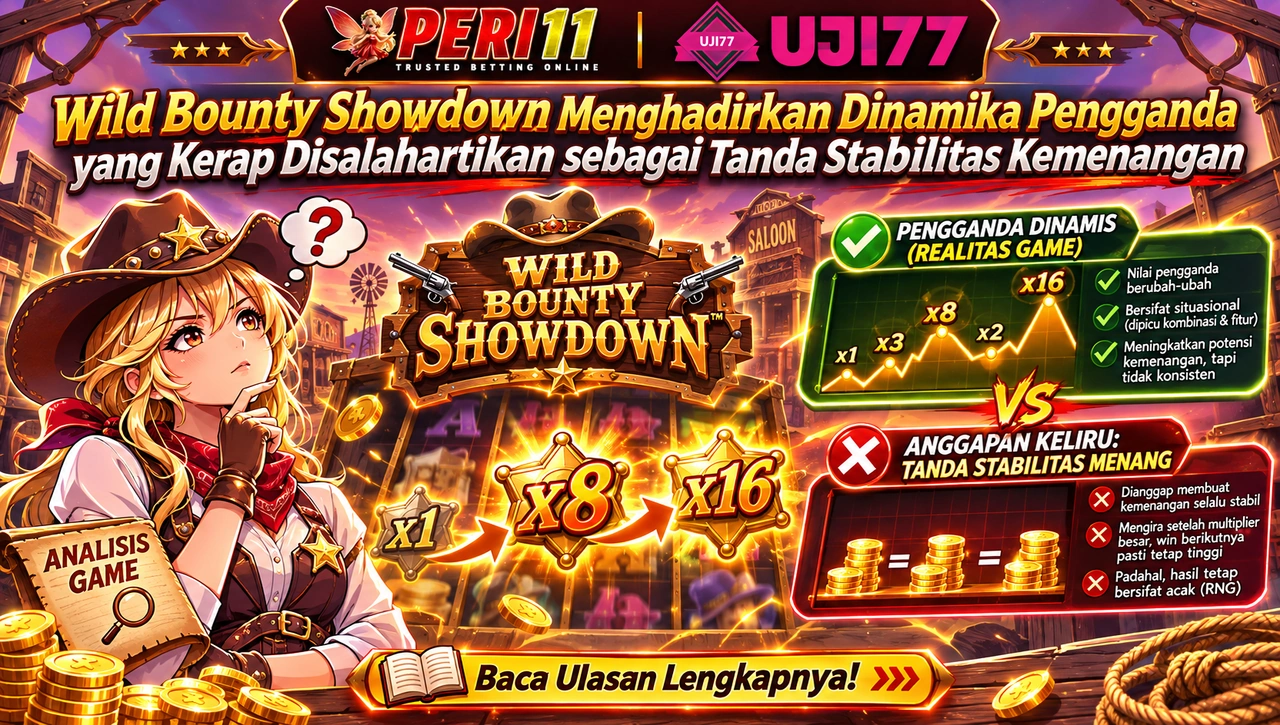 PERI11
TRUSTED BETTING ONLINE
UJI77
UJI77
Wild Bounty Showdown Menghadirkan Dinamika Pengganda
yang Kerap Disalahartikan sebagai Tanda Stabilitas Kemenangan
?
WILD
BOUNTY
SHOWDOWN™
SALOON
x1
x8
x16
ANALISIS
GAME
PENGGANDA DINAMIS
(REALITAS GAME)
x1
x3
x8
x2
x16
Nilai pengganda
berubah-ubah
Bersifat situasional
(dipicu kombinasi & fitur)
Meningkatkan potensi
kemenangan, tapi
tidak konsisten
VS
ANGGAPAN KELIRU:
TANDA STABILITAS MENANG
= =
Dianggap membuat
kemenangan selalu stabil
Mengira setelah multiplier
besar, win berikutnya
pasti tetap tinggi
Padahal, hasil tetap
bersifat acak (RNG)
Baca Ulasan Lengkapnya! >>>